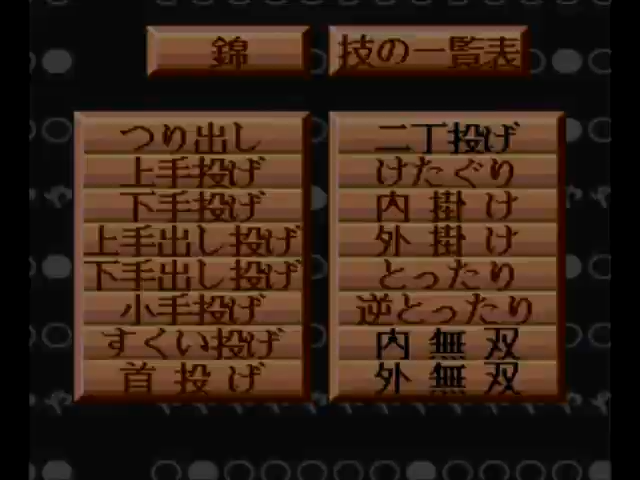 錦
技の一覧表
つり出し
上手投げ
下手投げ
上手出し投げ
下手出し投げ
小手投げ
すくい投げ
首投げ
二丁投げ
けたぐり
内掛け
外掛け
とったり
逆とったり
内無双
外無双